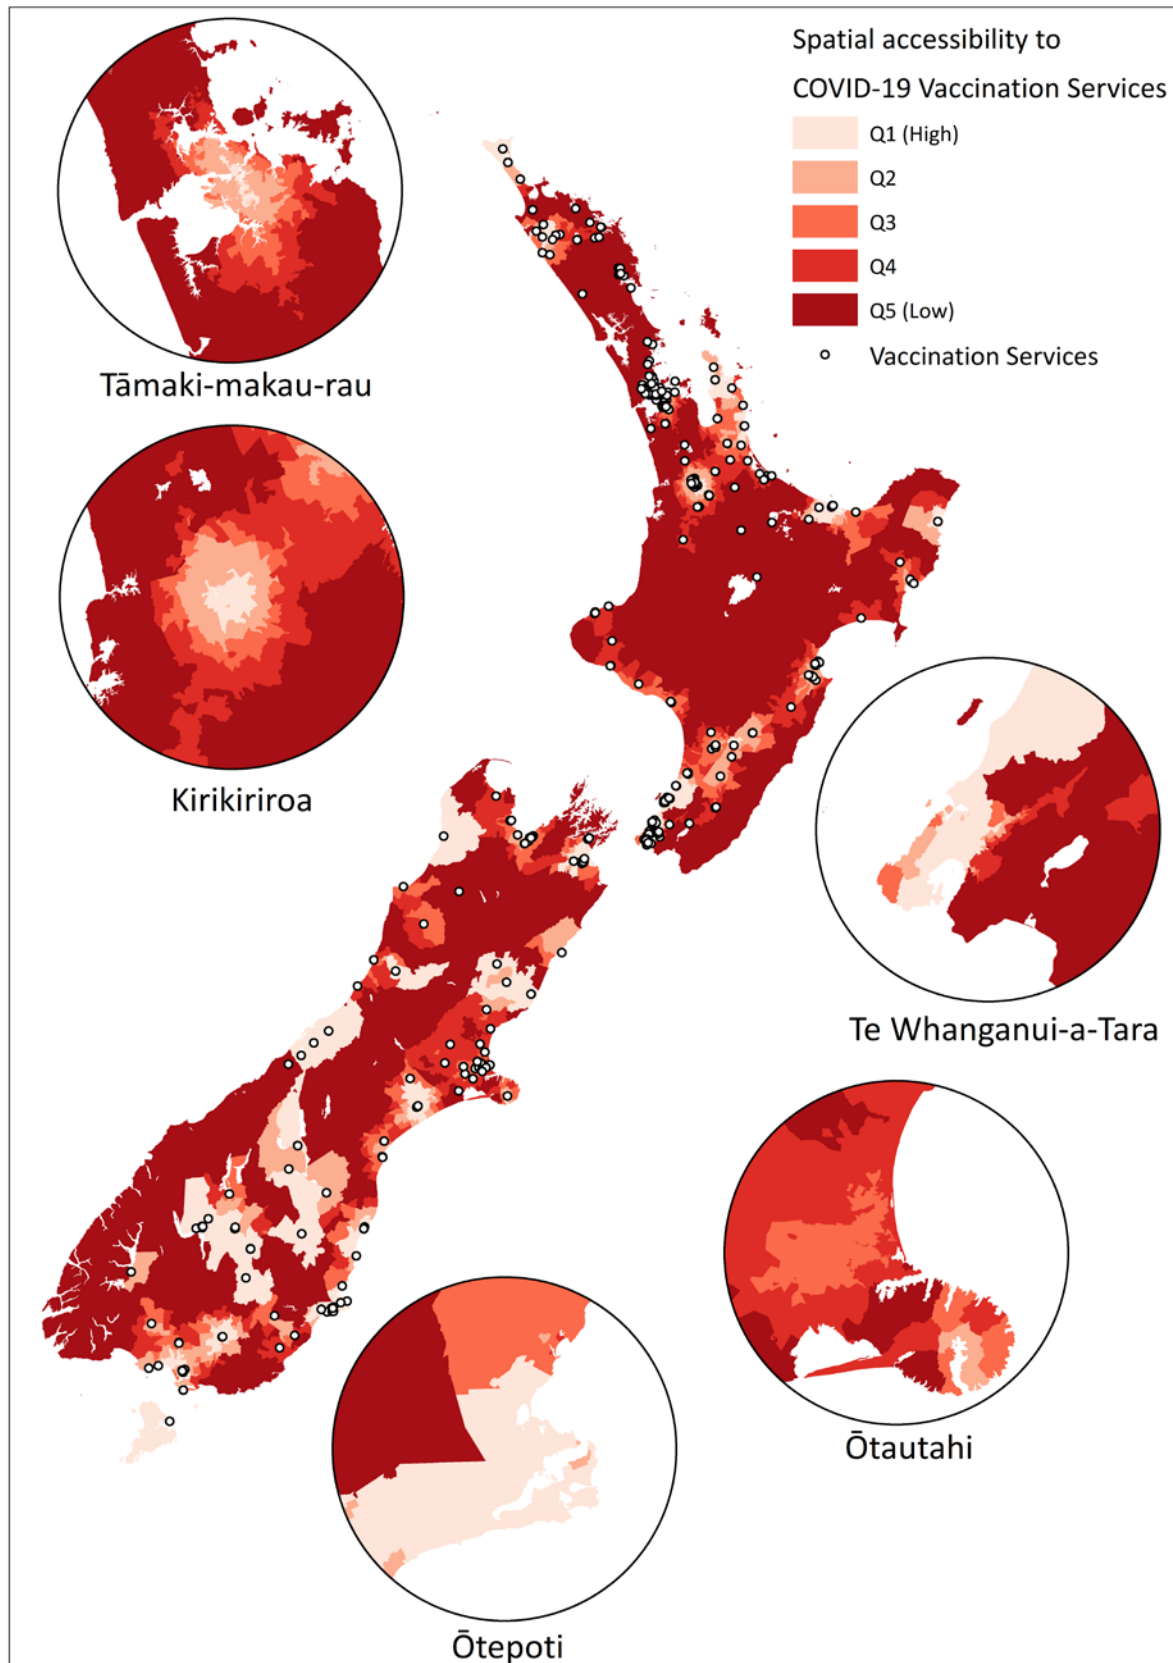 Spatial accessibility to
COVID-19 Vaccination Services
Q1 (High)
Q2
Q3
Q4
Q5 (Low)
Vaccination Services
Tāmaki-makau-rau
Kirikiriroa
Te Whanganui-a-Tara
Ōtautahi
Ōtepoti